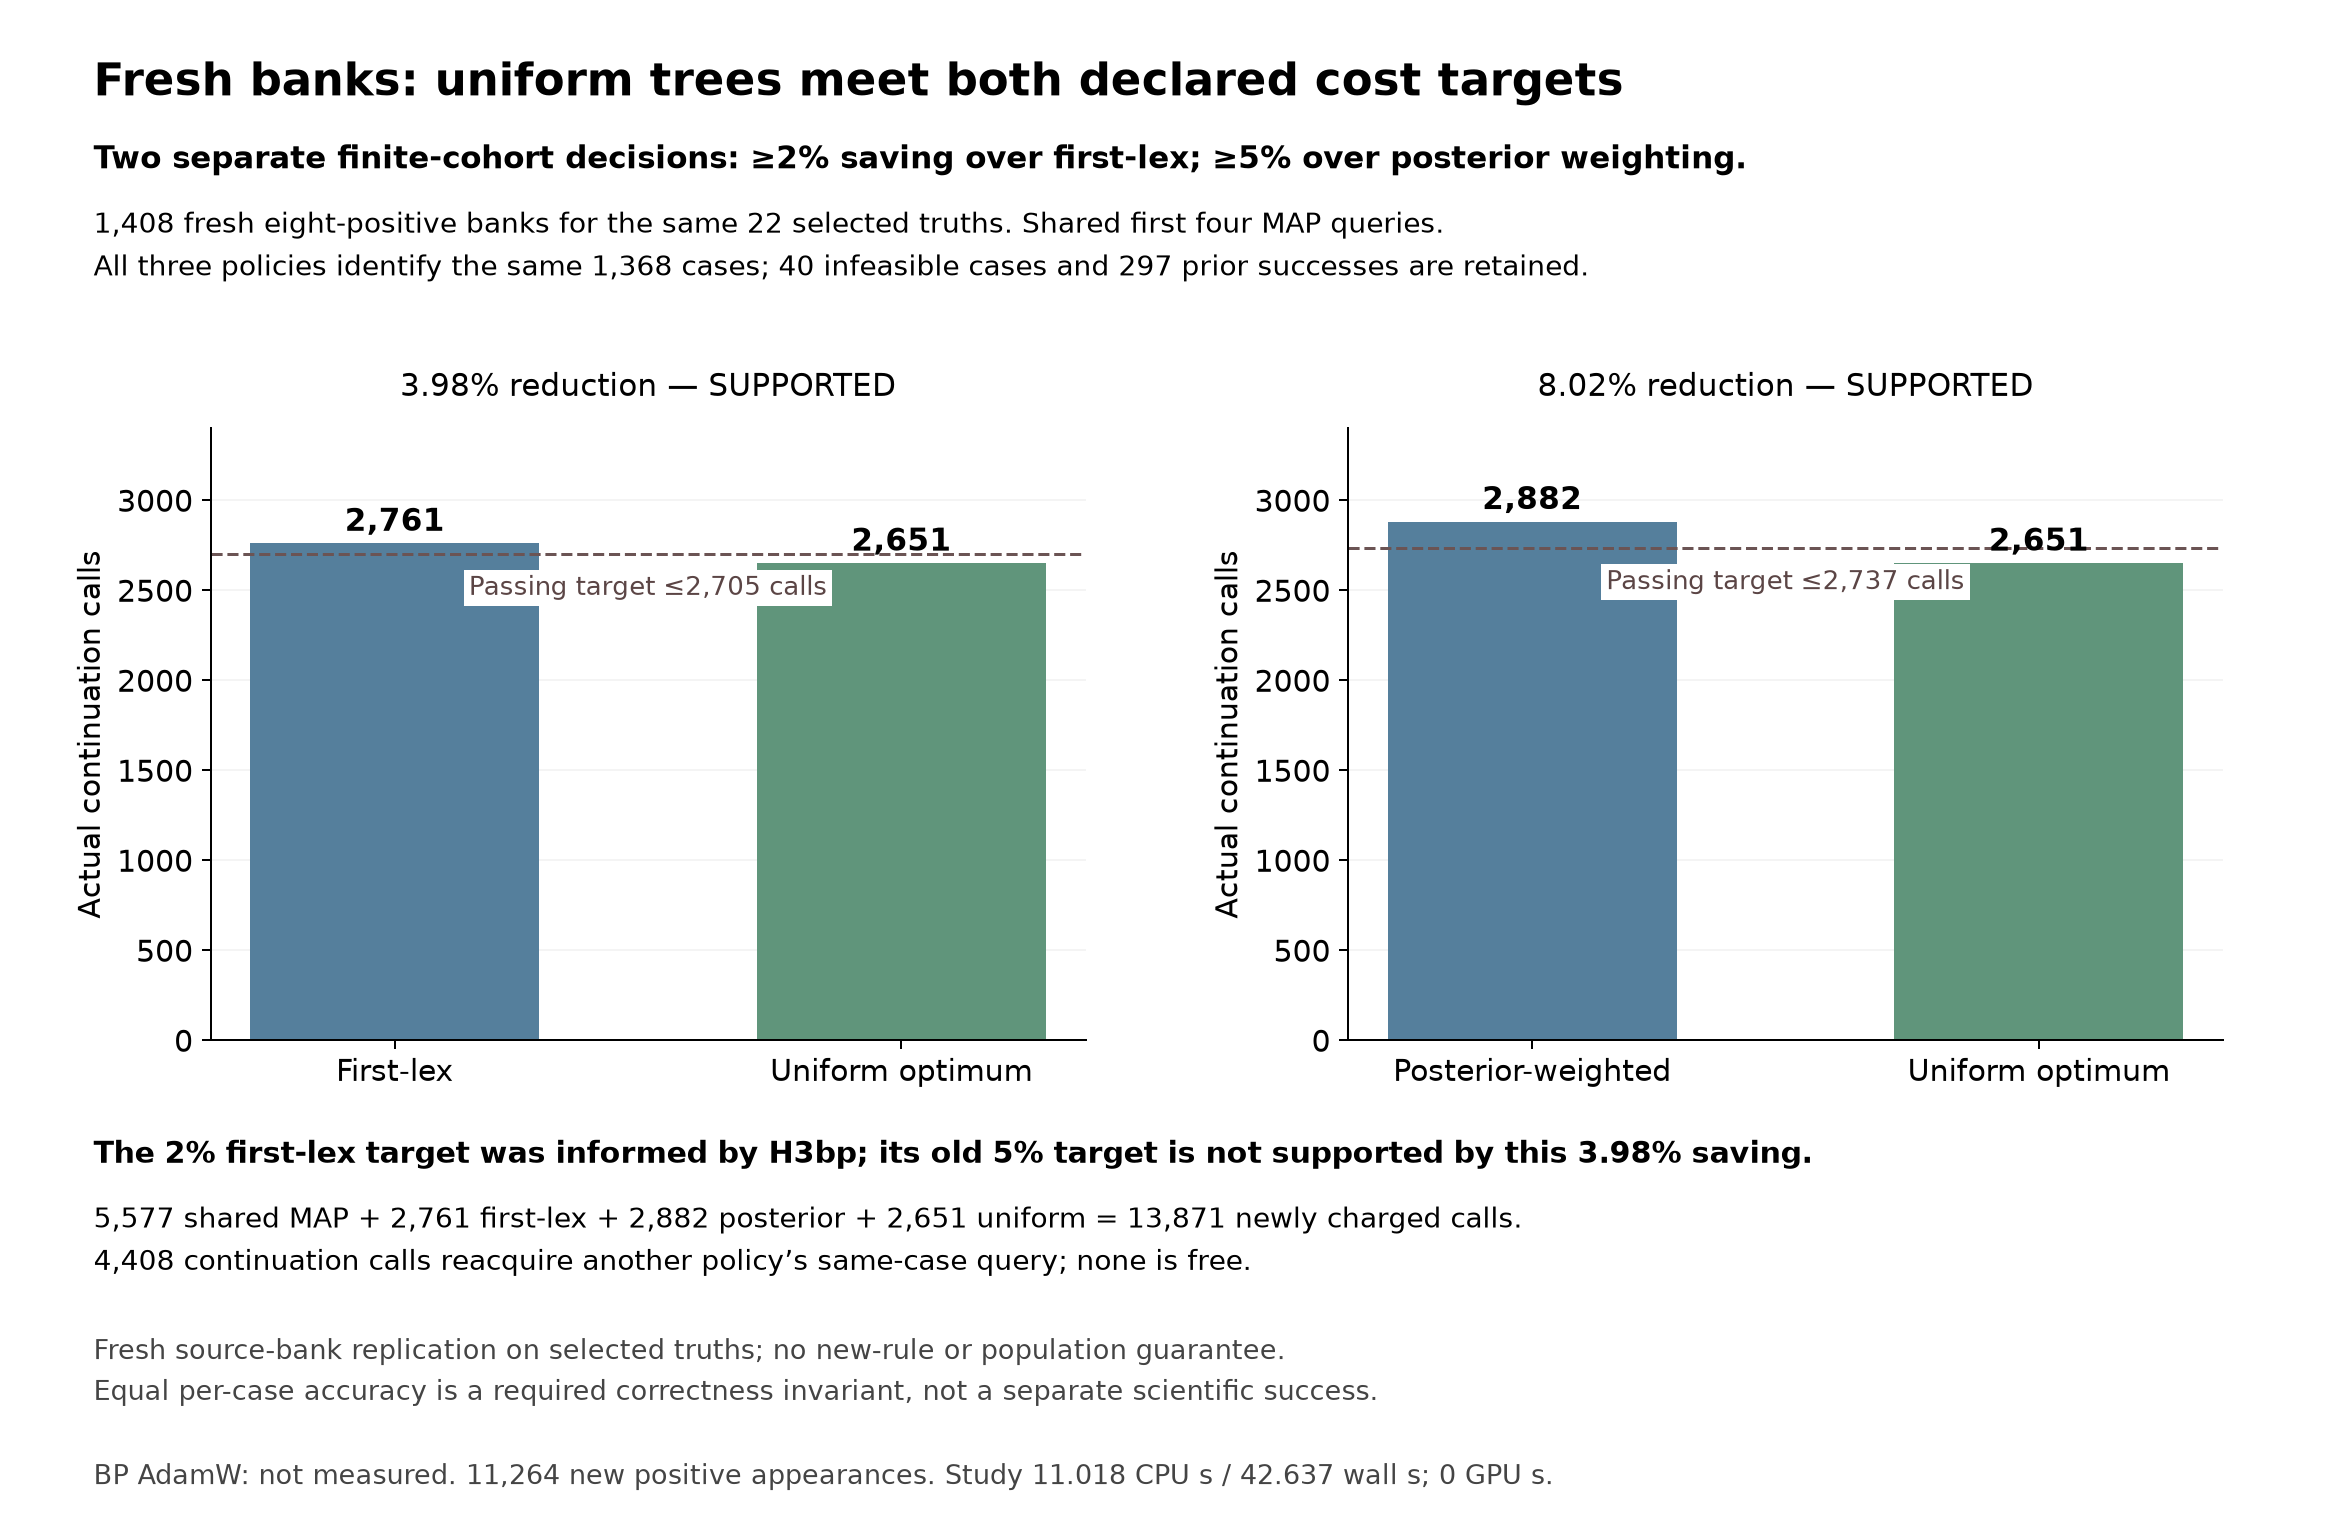 Fresh banks: uniform trees meet both declared cost targets
Two separate finite-cohort decisions: ≥2% saving over first-lex; ≥5% over posterior weighting.
1,408 fresh eight-positive banks for the same 22 selected truths. Shared first four MAP queries.
All three policies identify the same 1,368 cases; 40 infeasible cases and 297 prior successes are retained.
3.98% reduction — SUPPORTED
Actual continuation calls
3000
2500
2000
1500
1000
500
0
2,761
2,651
Passing target ≤2,705 calls
First-lex
Uniform optimum
8.02% reduction — SUPPORTED
Actual continuation calls
3000
2500
2000
1500
1000
500
0
2,882
2,651
Passing target ≤2,737 calls
Posterior-weighted
Uniform optimum
The 2% first-lex target was informed by H3bp; its old 5% target is not supported by this 3.98% saving.
5,577 shared MAP + 2,761 first-lex + 2,882 posterior + 2,651 uniform = 13,871 newly charged calls.
4,408 continuation calls reacquire another policy’s same-case query; none is free.
Fresh source-bank replication on selected truths; no new-rule or population guarantee.
Equal per-case accuracy is a required correctness invariant, not a separate scientific success.
BP AdamW: not measured. 11,264 new positive appearances. Study 11.018 CPU s / 42.637 wall s; 0 GPU s.